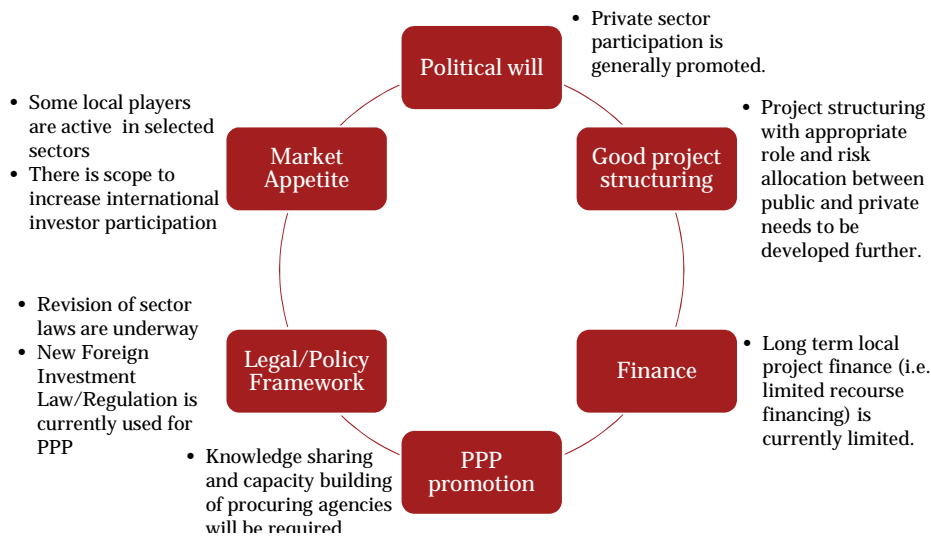 Political will
• Private sector
participation is
generally promoted.
Good project
structuring
• Project structuring
with appropriate
role and risk
allocation between
public and private
needs to be
developed further.
Finance
• Long term local
project finance (i.e.
limited recourse
financing) is
currently limited.
PPP
promotion
• Knowledge sharing
and capacity building
of procuring agencies
will be required
Legal/Policy
Framework
• Revision of sector
laws are underway
• New Foreign
Investment
Law/Regulation is
currently used for
PPP
Market
Appetite
• Some local players
are active in selected
sectors
• There is scope to
increase international
investor participation